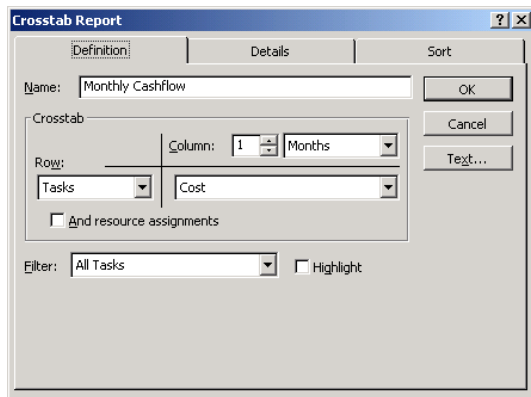 Crosstab Report
Definition Details Sort
Name: Monthly Cashflow OK
Crosstab Cancel
Column: 1 Months
Row: Text...
Tasks Cost
And resource assignments
Filter: All Tasks Highlight